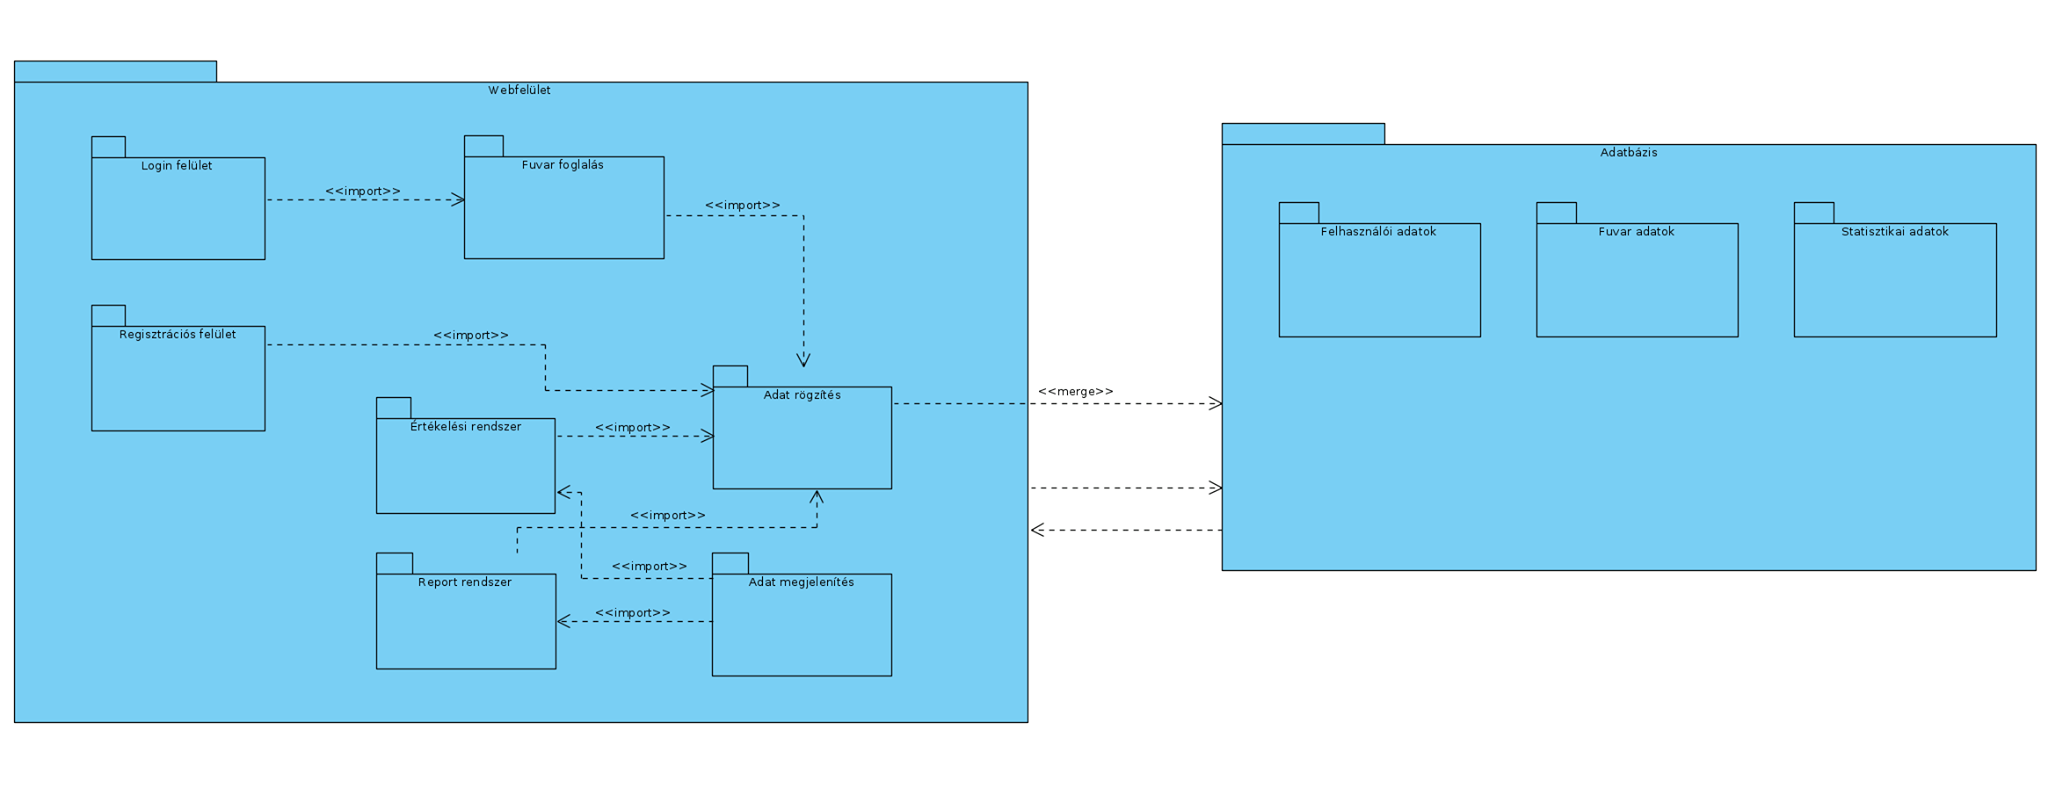 Webfelület
Login felület
<<import>>
Fuvar foglalás
<<import>>
Regisztrációs felület
<<import>>
Értékelési rendszer
<<import>>
Adat rögzítés
<<import>>
<<import>>
Report rendszer
<<import>>
Adat megjelenítés
<<merge>>
Adatbázis
Felhasználói adatok
Fuvar adatok
Statisztikai adatok